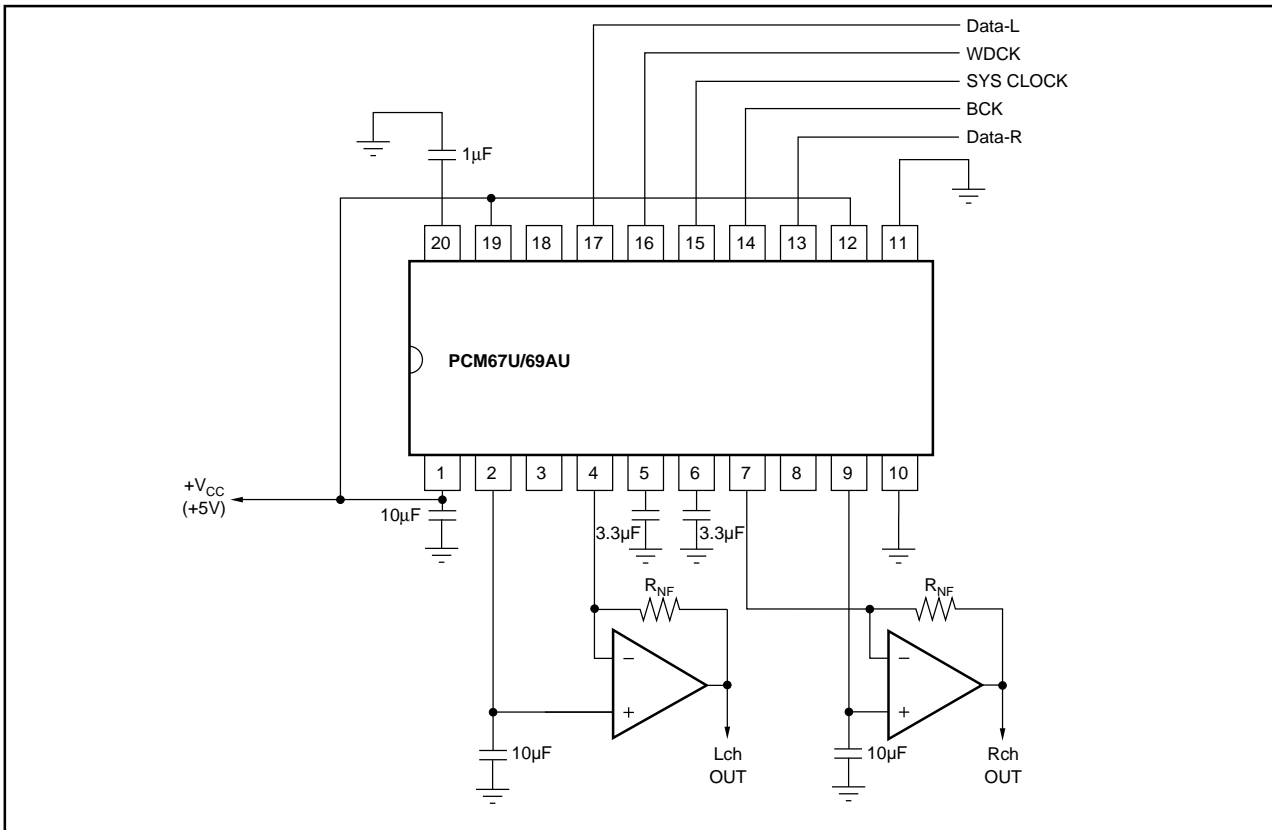 Data-L
WDCK
SYS CLOCK
BCK
Data-R
1μF
20 19 18 17 16 15 14 13 12 11
PCM67U/69AU
1 2 3 4 5 6 7 8 9 10
+VCC
(+5V)
10μF
3.3µF 3.3µF
RNF RNF
− −
+ +
10µF 10µF
Lch
OUT
Rch
OUT